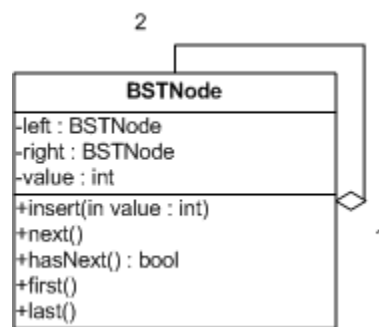 2
BSTNode
-left : BSTNode
-right : BSTNode
-value : int
+insert(in value : int)
+next()
+hasNext() : bool
+first()
+last()